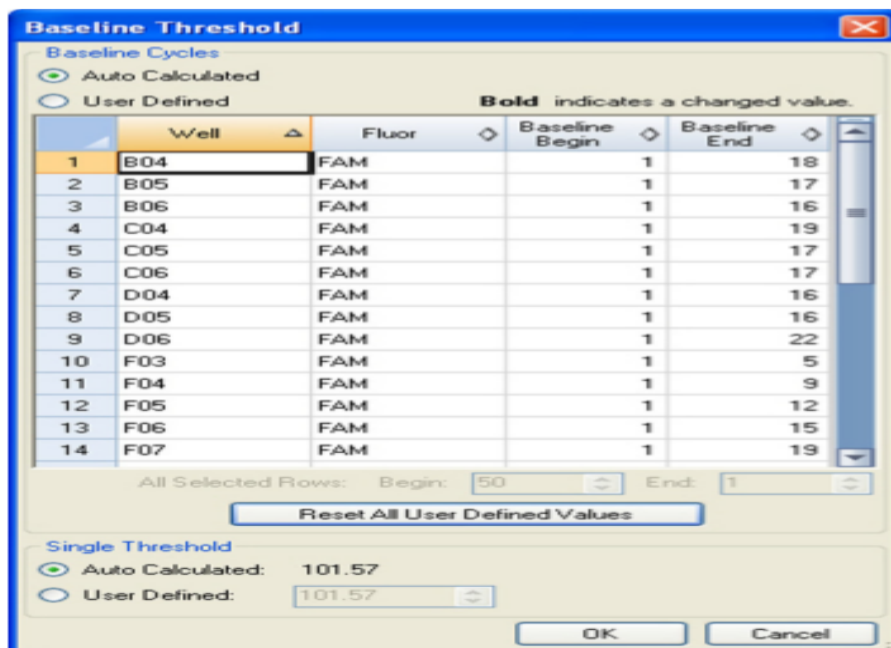 Baseline Threshold
Baseline Cycles
Auto Calculated
User Defined Bold indicates a changed value.
Well Fluor Baseline Begin Baseline End
1 B04 FAM 1 18
2 B05 FAM 1 17
3 B06 FAM 1 16
4 C04 FAM 1 19
5 C05 FAM 1 17
6 C06 FAM 1 17
7 D04 FAM 1 16
8 D05 FAM 1 16
9 D06 FAM 1 22
10 F03 FAM 1 5
11 F04 FAM 1 9
12 F05 FAM 1 12
13 F06 FAM 1 15
14 F07 FAM 1 19
All Selected Rows: Begin: 50 End: 1
Reset All User Defined Values
Single Threshold
Auto Calculated: 101.57
User Defined: 101.57
OK Cancel